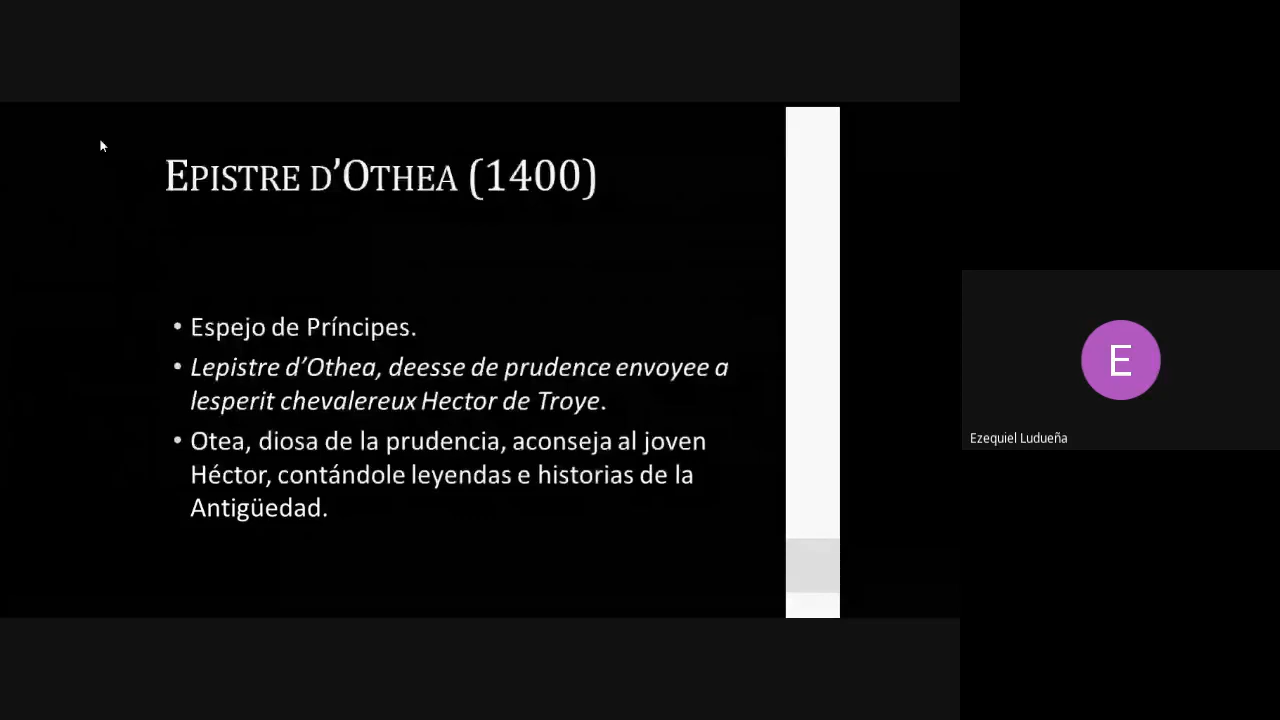 EPISTRE D’OTHEA (1400)
• Espejo de Príncipes.
• Lepistre d’Othea, deesse de prudence envoyee a
lesperit chevalereux Hector de Troye.
• Otea, diosa de la prudencia, aconseja al joven
Héctor, contándole leyendas e historias de la
Antigüedad.
E
Ezequiel Ludueña